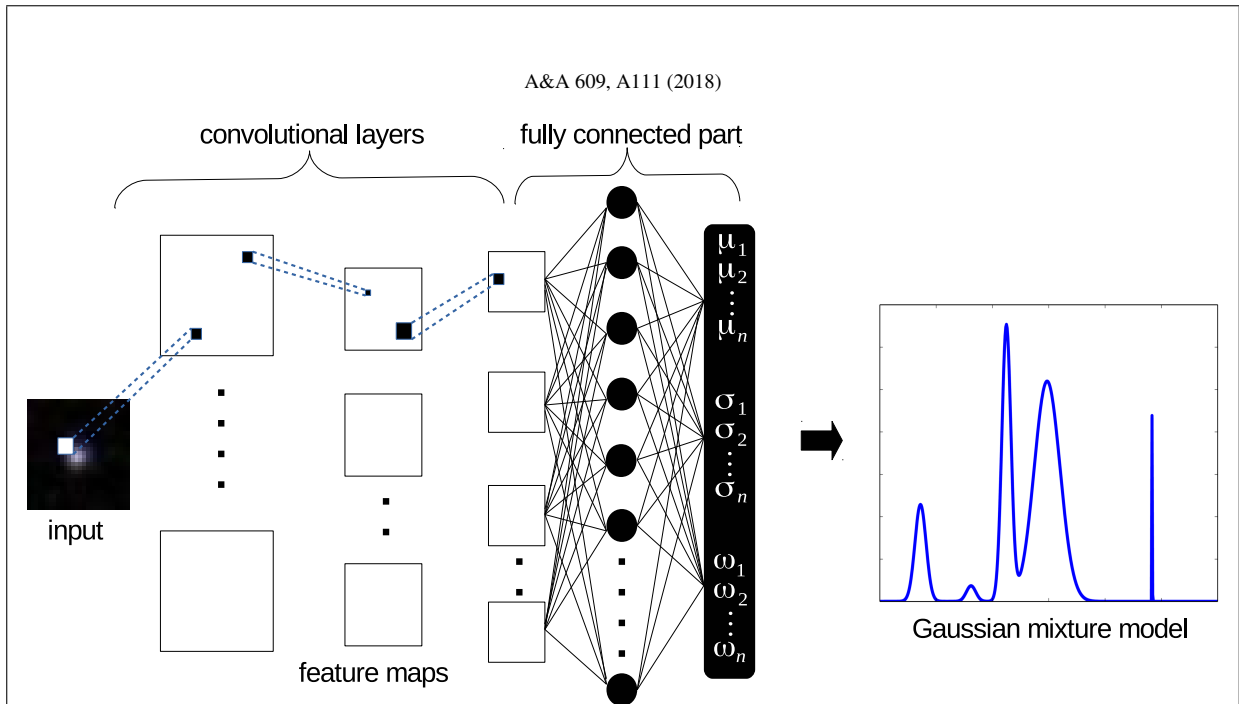 A&A 609, A111 (2018)
convolutional layers
fully connected part
μ1
μ2
μn
σ1
σ2
σn
ω1
ω2
ωn
input
feature maps
Gaussian mixture model